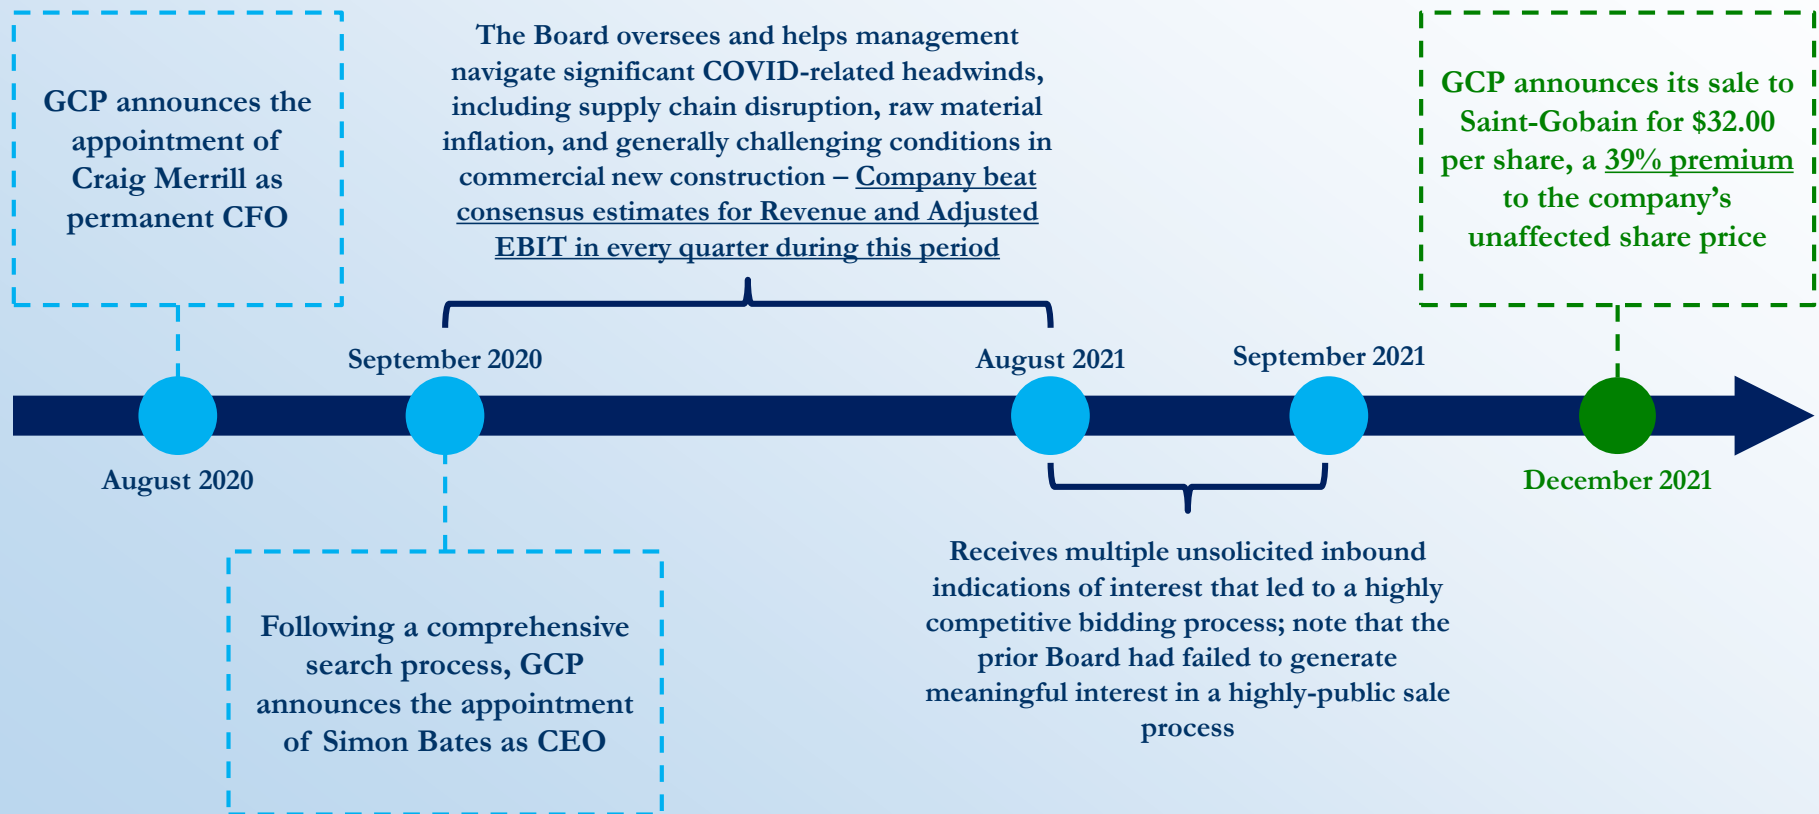 GCP announces the
appointment of
Craig Merrill as
permanent CFO
The Board oversees and helps management
navigate significant COVID-related headwinds,
including supply chain disruption, raw material
inflation, and generally challenging conditions in
commercial new construction – Company beat
consensus estimates for Revenue and Adjusted
EBIT in every quarter during this period
GCP announces its sale to
Saint-Gobain for $32.00
per share, a 39% premium
to the company’s
unaffected share price
September 2020
August 2021
September 2021
August 2020
December 2021
Following a comprehensive
search process, GCP
announces the appointment
of Simon Bates as CEO
Receives multiple unsolicited inbound
indications of interest that led to a highly
competitive bidding process; note that the
prior Board had failed to generate
meaningful interest in a highly-public sale
process